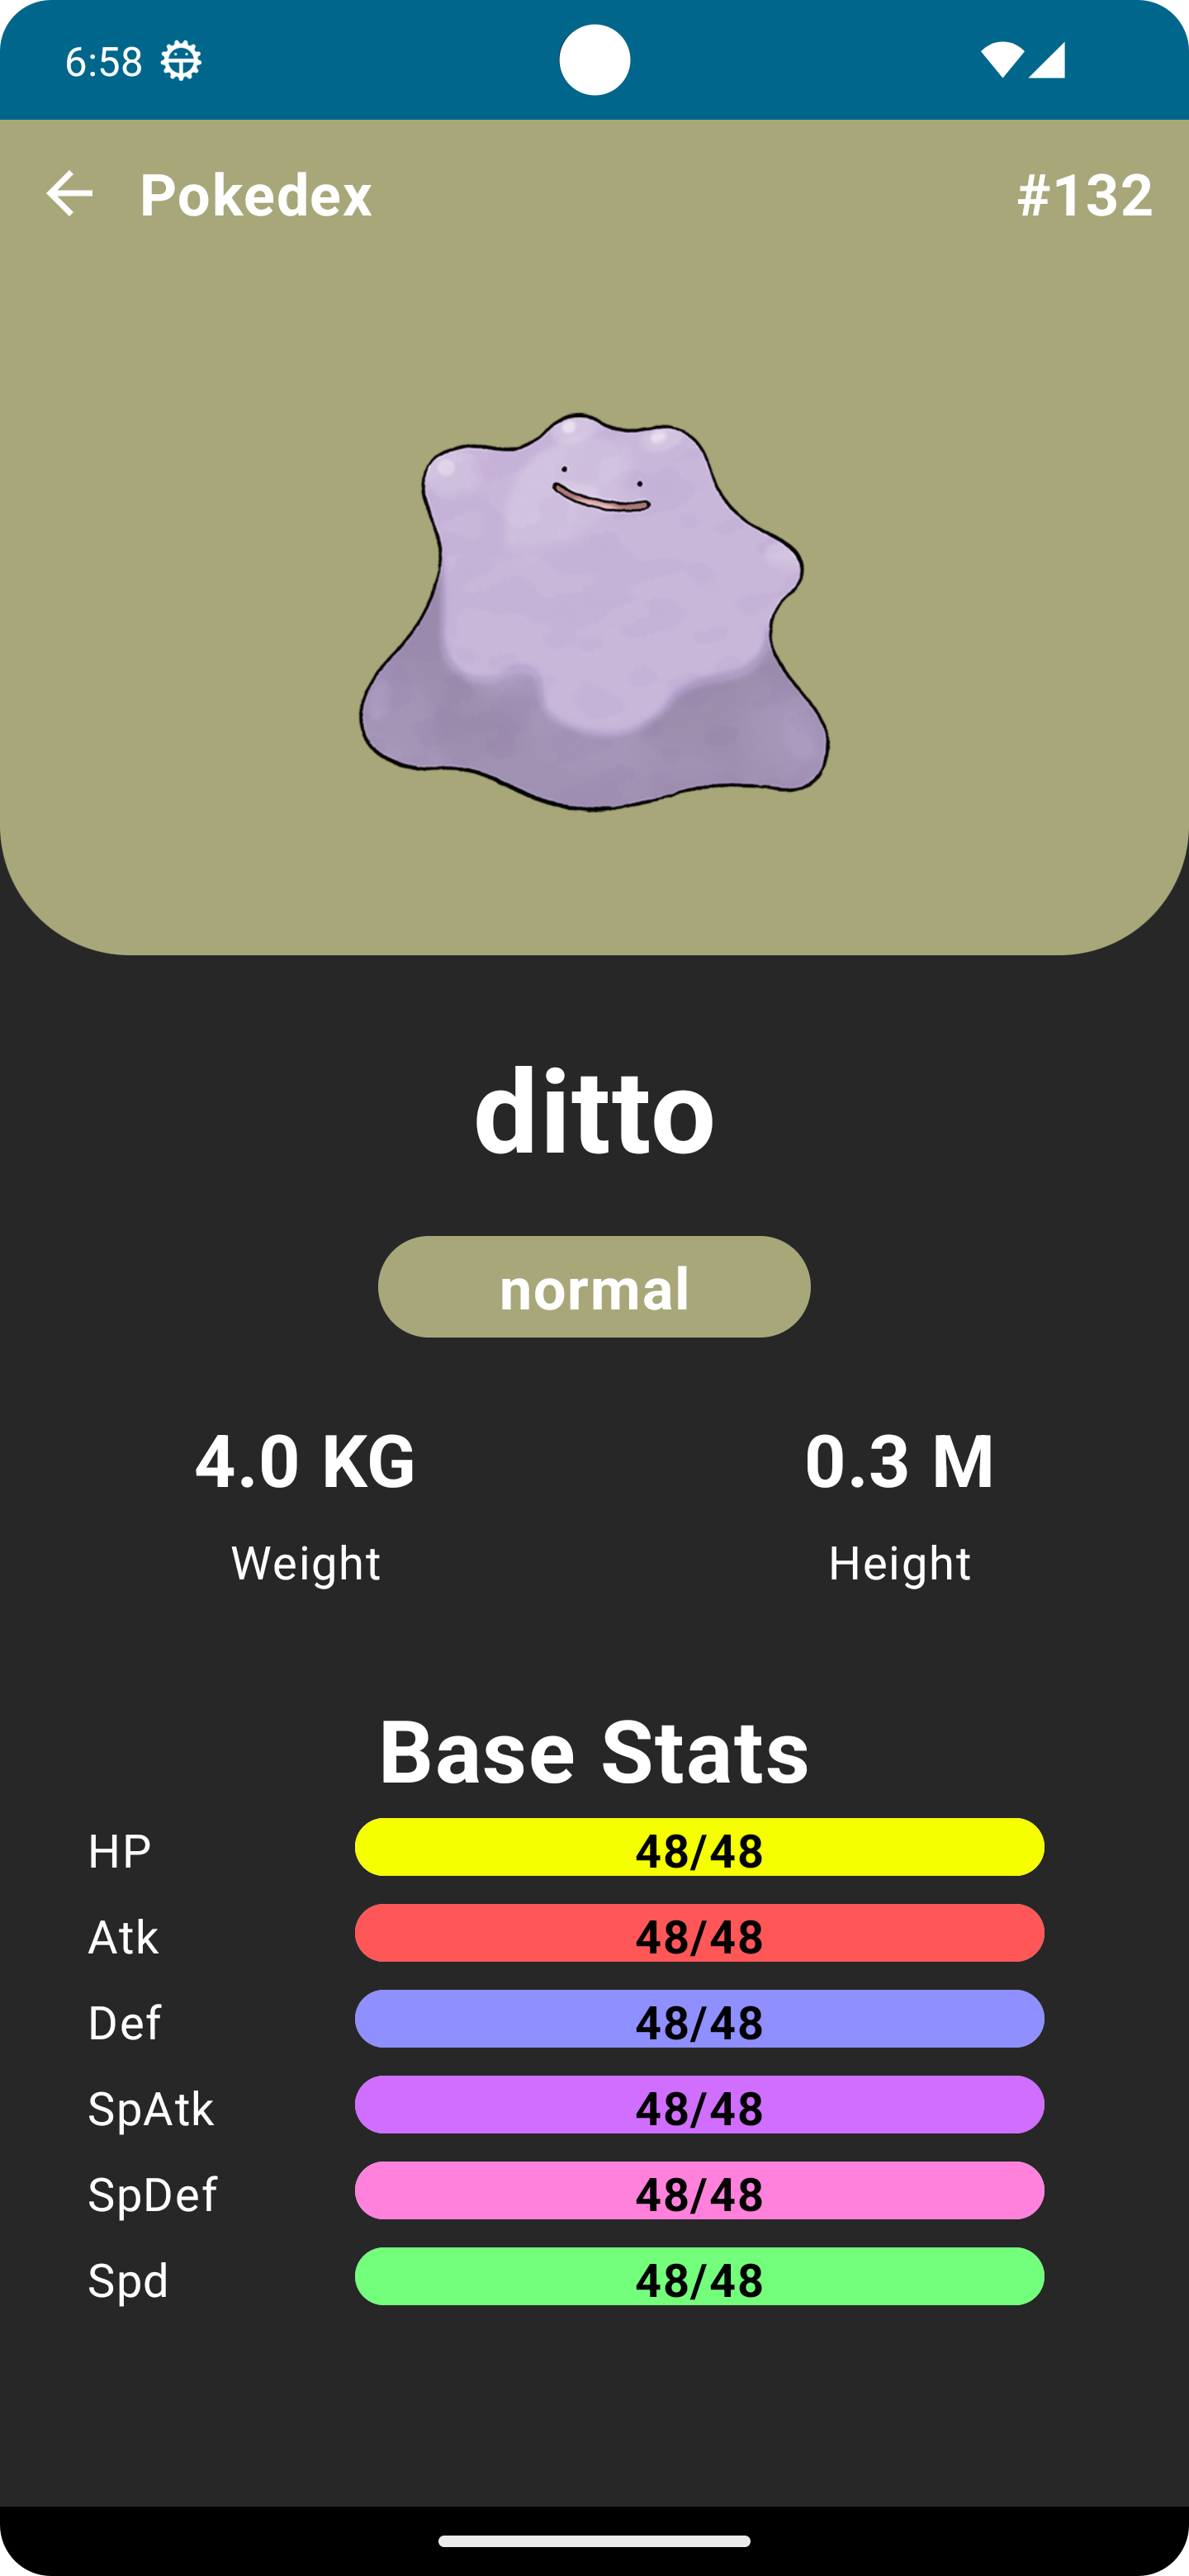 6:58
Pokedex #132
ditto
normal
4.0 KG 0.3 M
Weight Height
Base Stats
HP 48/48
Atk 48/48
Def 48/48
SpAtk 48/48
SpDef 48/48
Spd 48/48